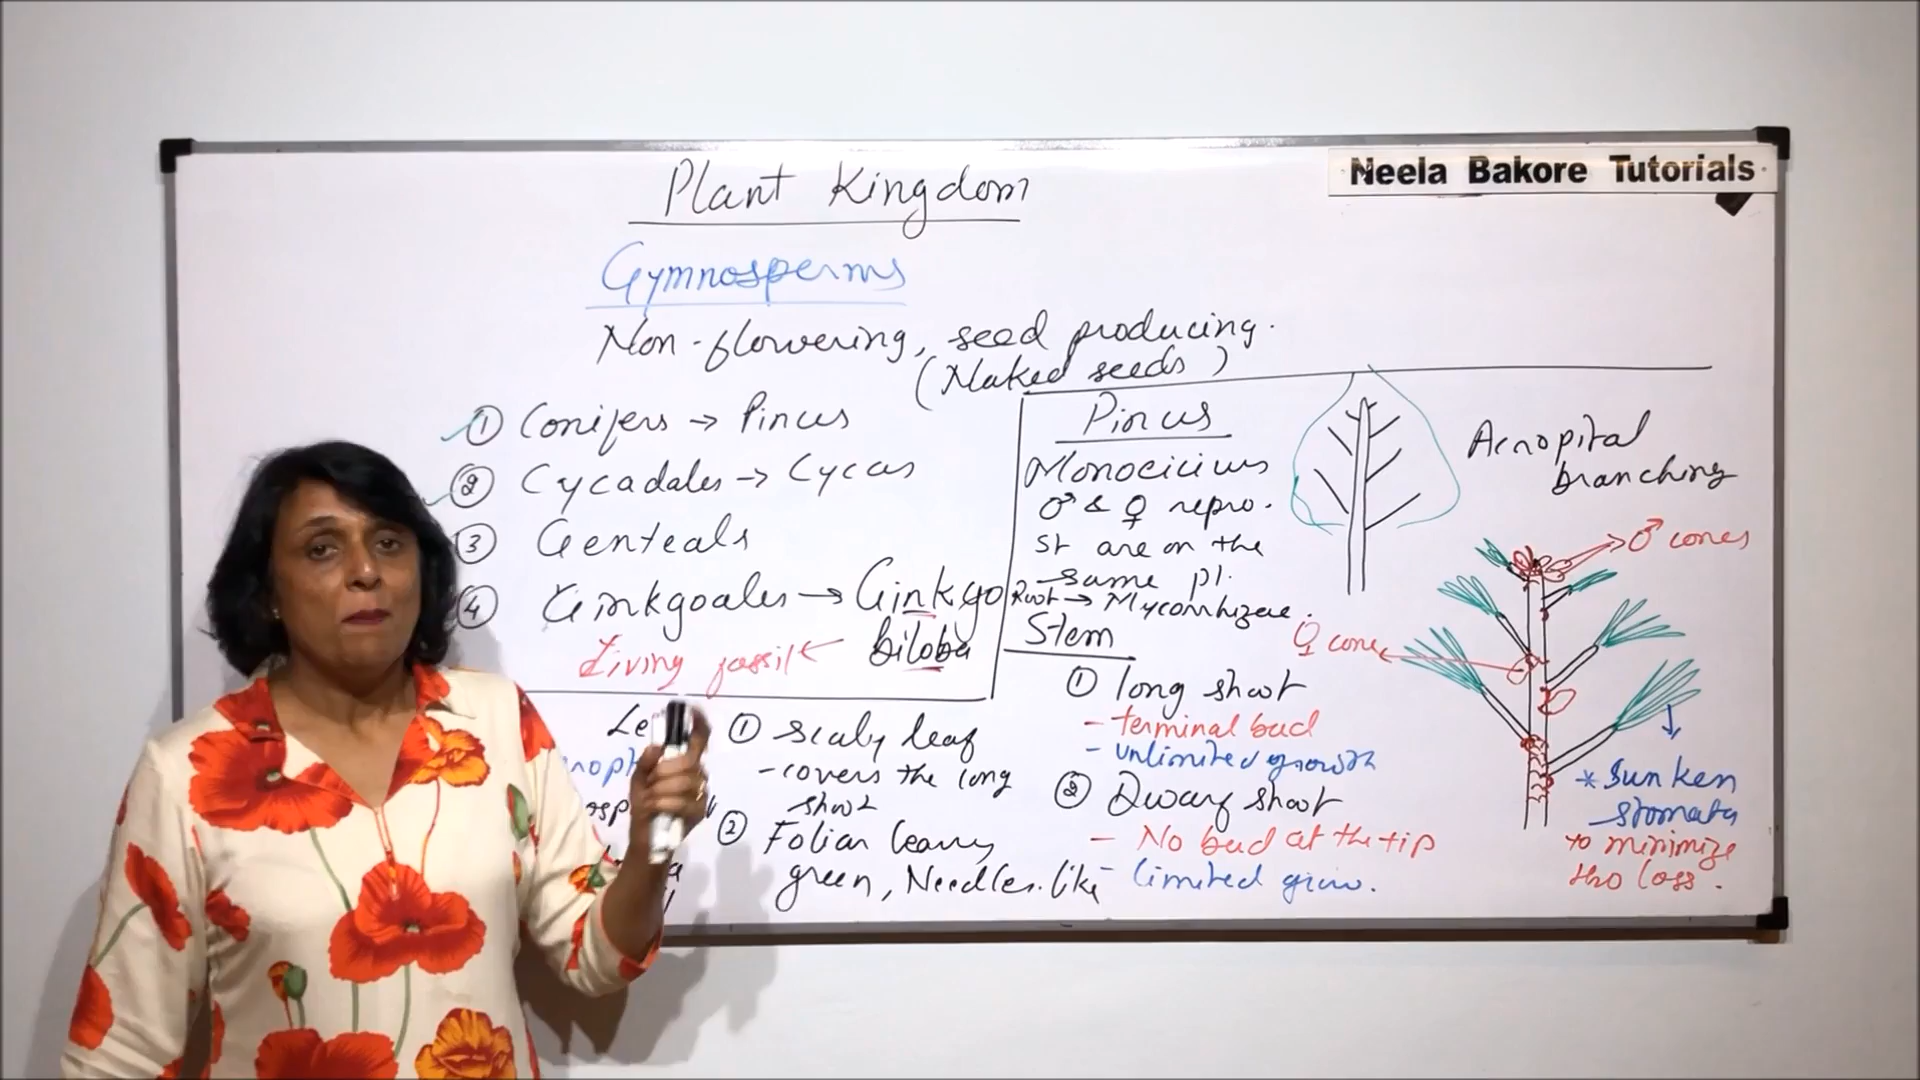 Neela Bakore Tutorials
Plant Kingdom
Gymnosperms
Non-flowering, seed producing.
(Naked seeds)
① Conifers → Pinus
② Cycadales → Cycas
③ Genteals
④ Ginkgoales → Ginkgo
biloba
Living fossil ←
① Scaly leaf
- covers the long
shoot
② Foliar leaves
green, Needles-like
Pinus
Monocicius
♂ & ♀ repro.
St are on the
same pl.
Root → Mycorrhizae.
Stem
① long shoot
- terminal bud
- unlimited growth
② Dwarf shoot
- No bud at the tip
- limited grow.
Acropital
branching
♂ cones
♀ cone
* Sunken
stomata
to minimize
H2O loss.